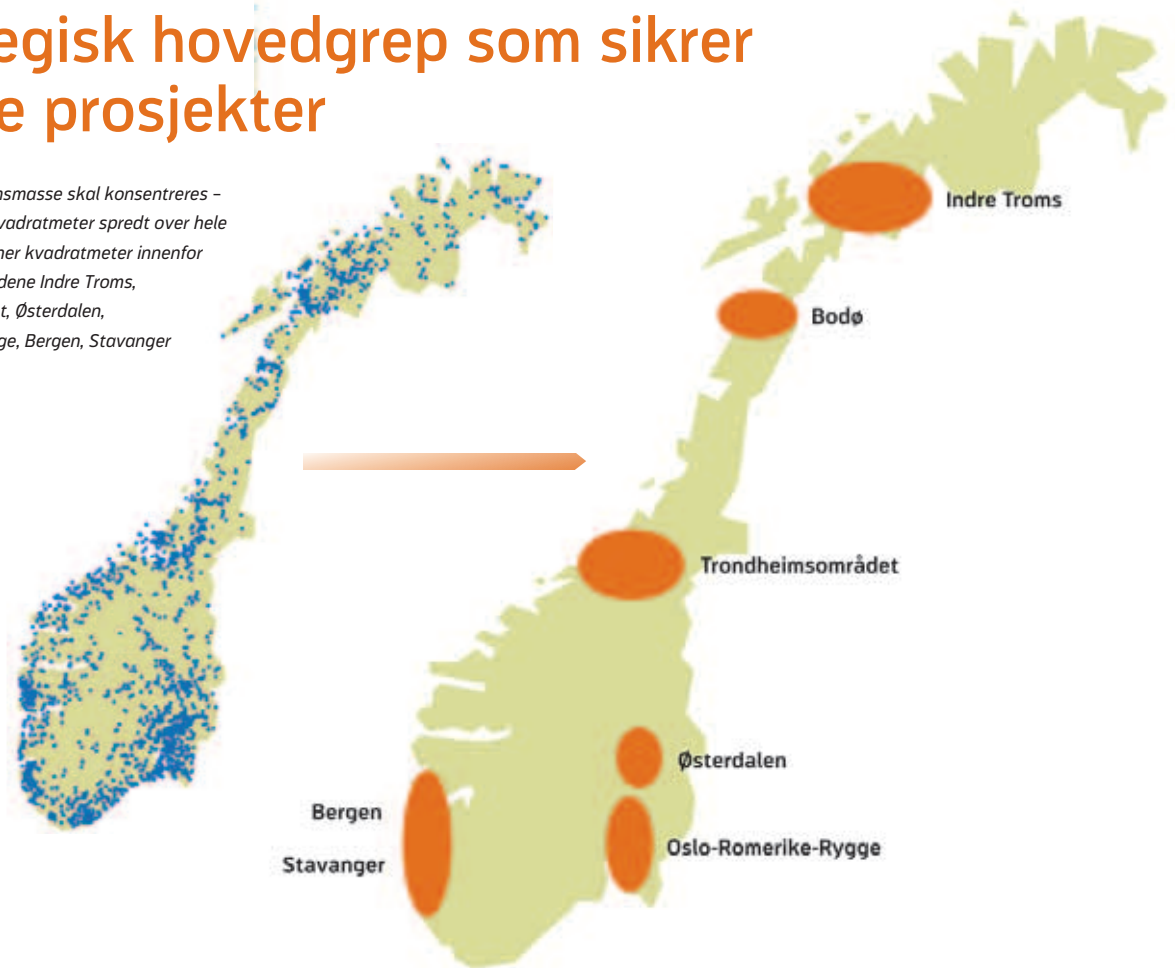 egisk hovedgrep som sikrer
e prosjekter
nsmasse skal konsentreres –
vadratmeter spredt over hele
ner kvadratmeter innenfor
dene Indre Troms,
t, Østerdalen,
ge, Bergen, Stavanger
Indre Troms
Bodø
Trondheimsområdet
Østerdalen
Bergen
Oslo-Romerike-Rygge
Stavanger